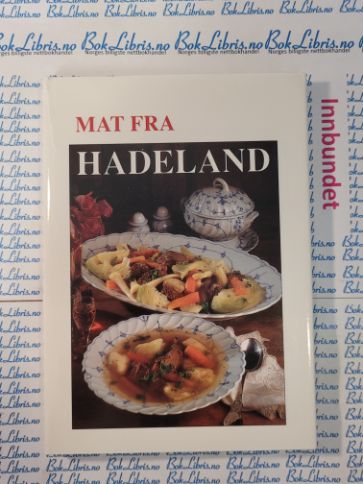 BokLibris.no
Norges billigste nettbokhandel
MAT FRA
HADELAND
Innbundet